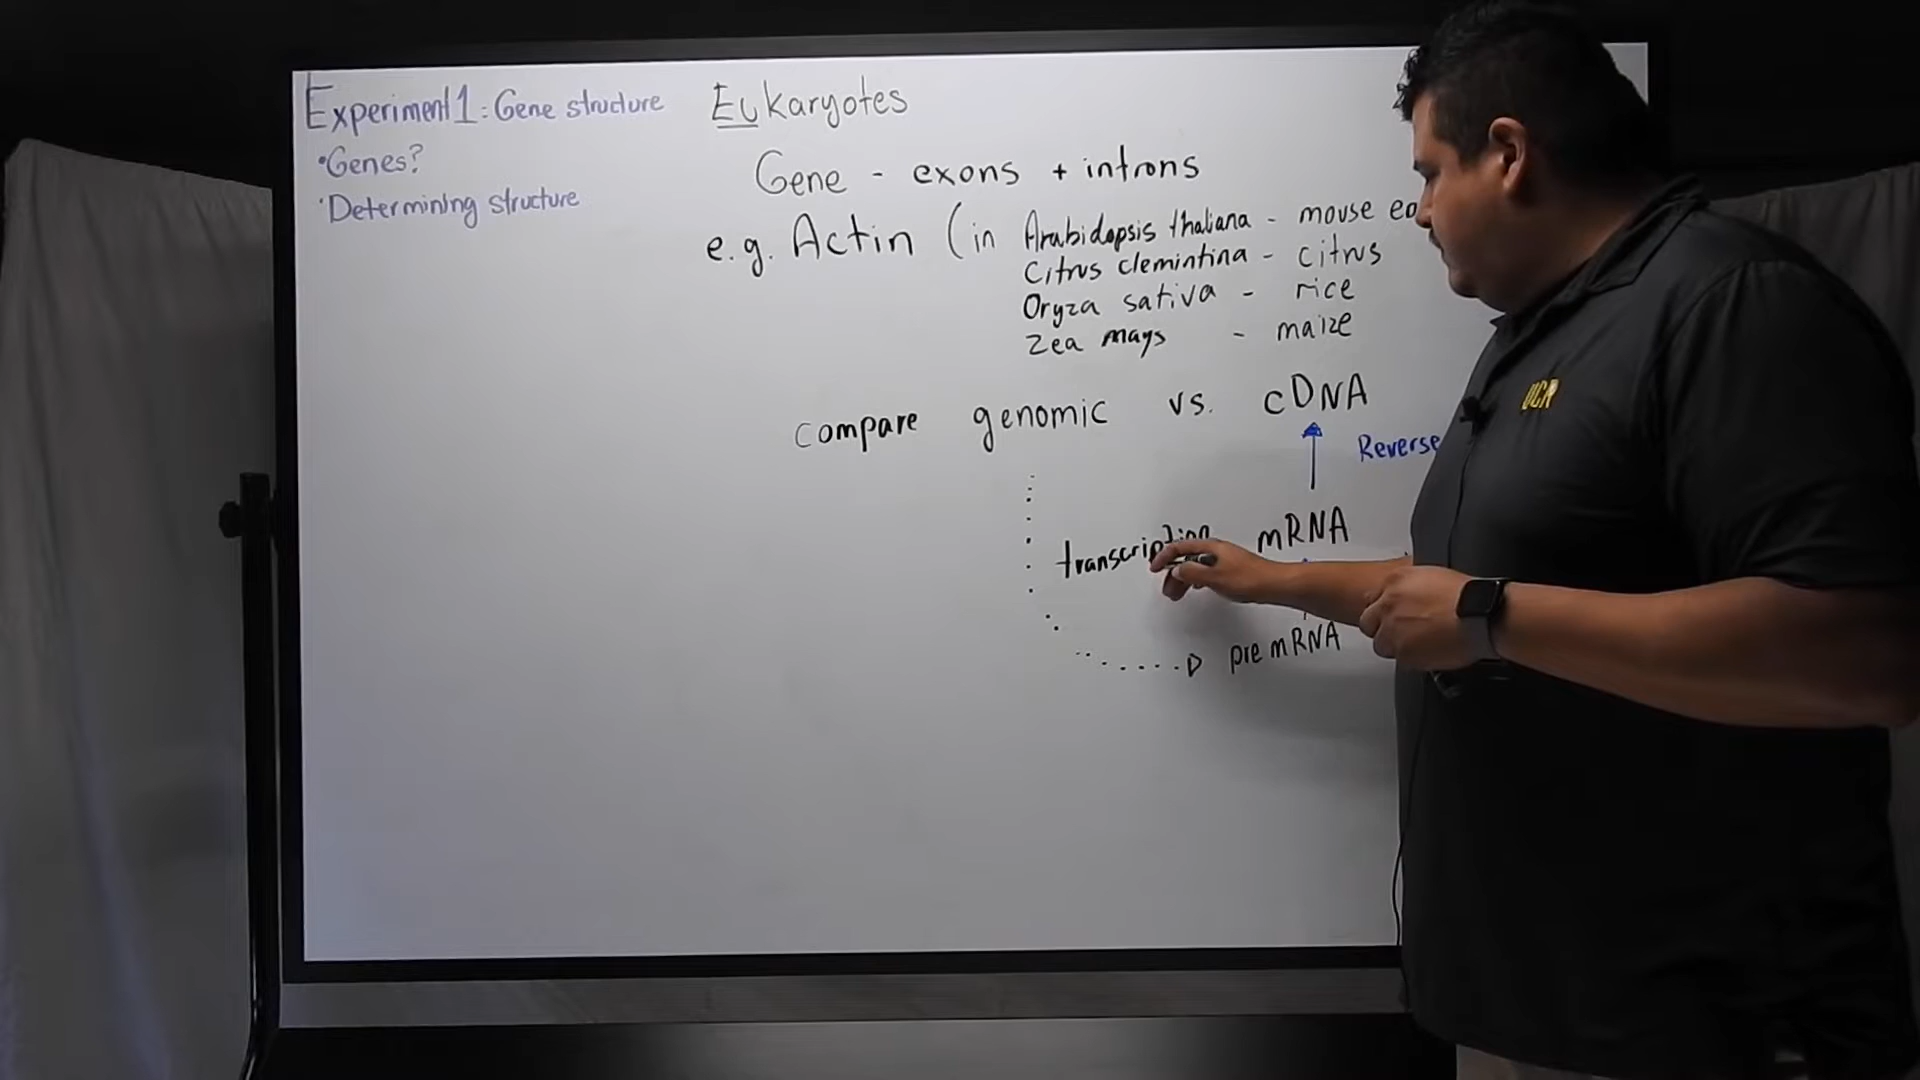 Experiment 1: Gene structure
•Genes?
•Determining structure
Eukaryotes
Gene - exons + introns
e.g. Actin (in Arabidopsis thaliana - mouse
Citrus clemintina - citrus
Oryza sativa - rice
Zea mays - maize
compare genomic vs. cDNA
Reverse
transcription mRNA
pre mRNA
UCR